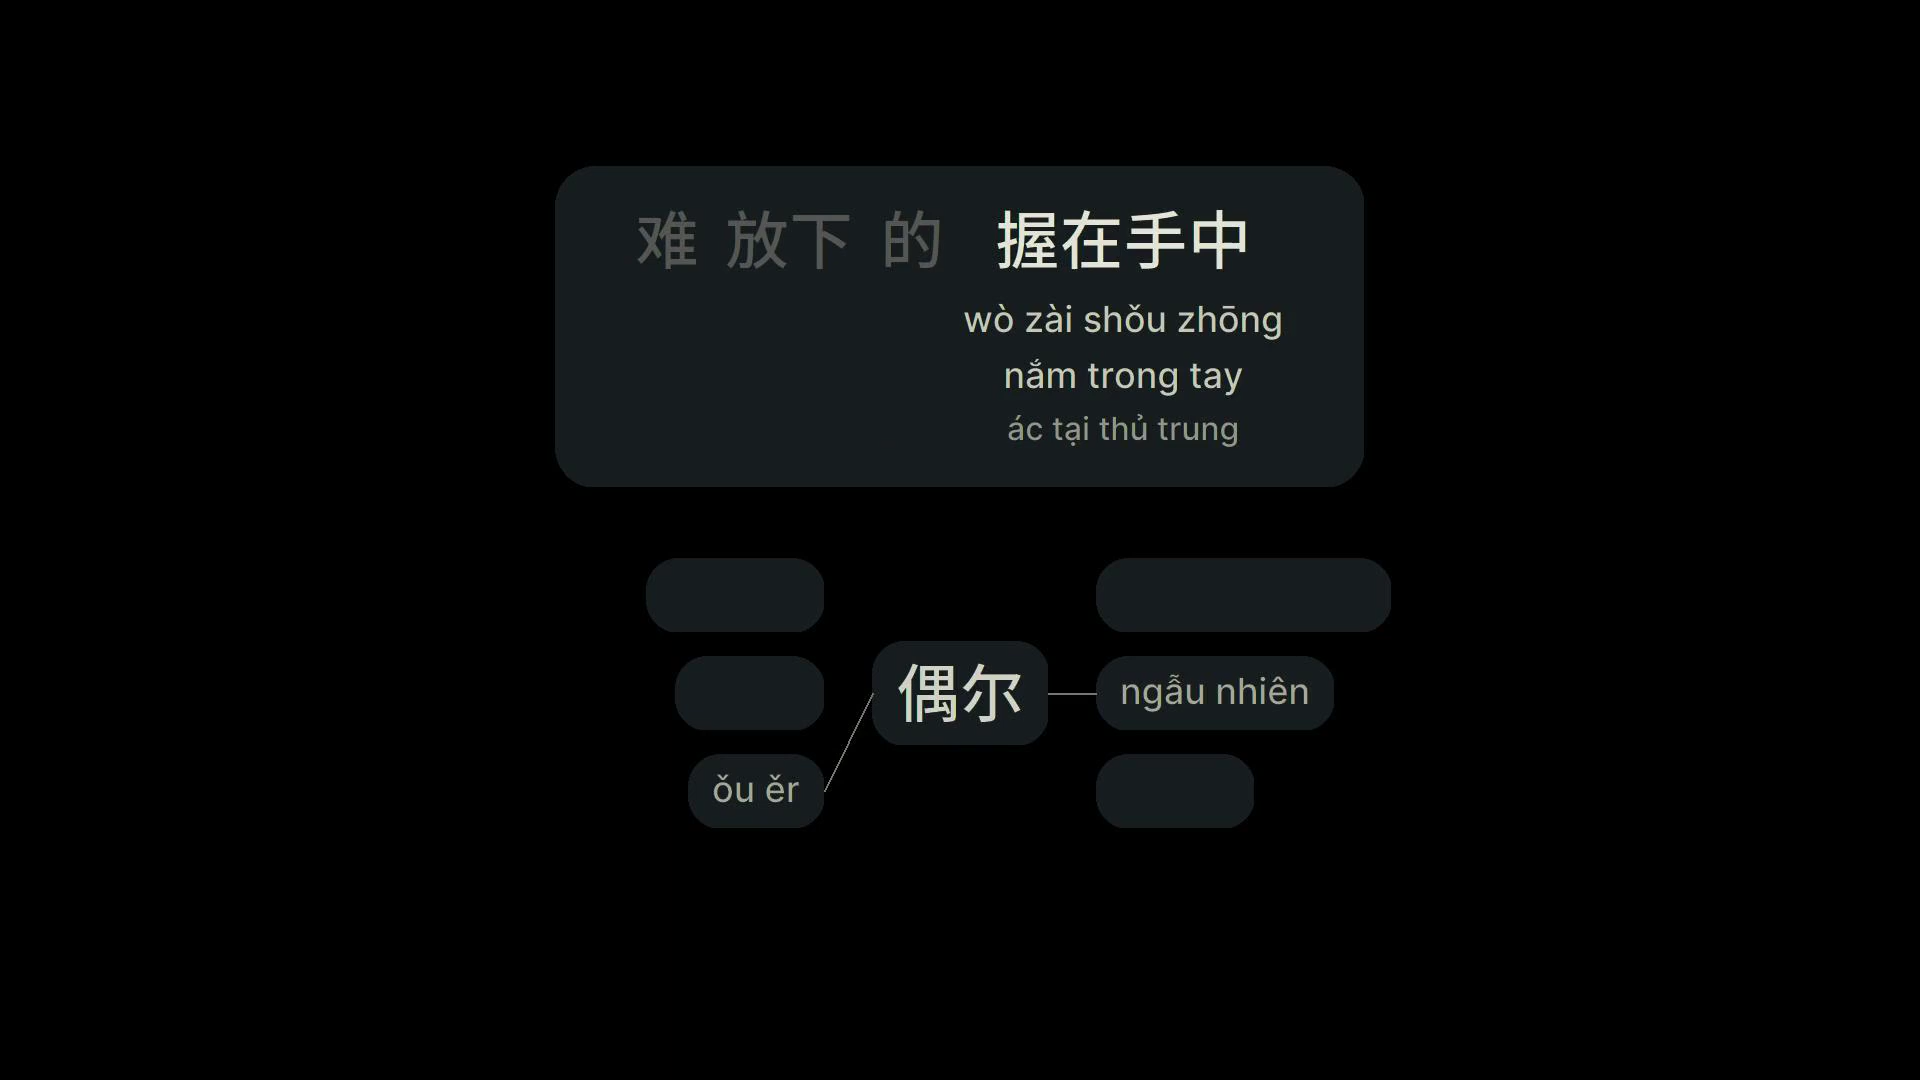 难 放下 的 握在手中
wò zài shǒu zhōng
nắm trong tay
ác tại thủ trung
偶尔
ngẫu nhiên
ǒu ěr